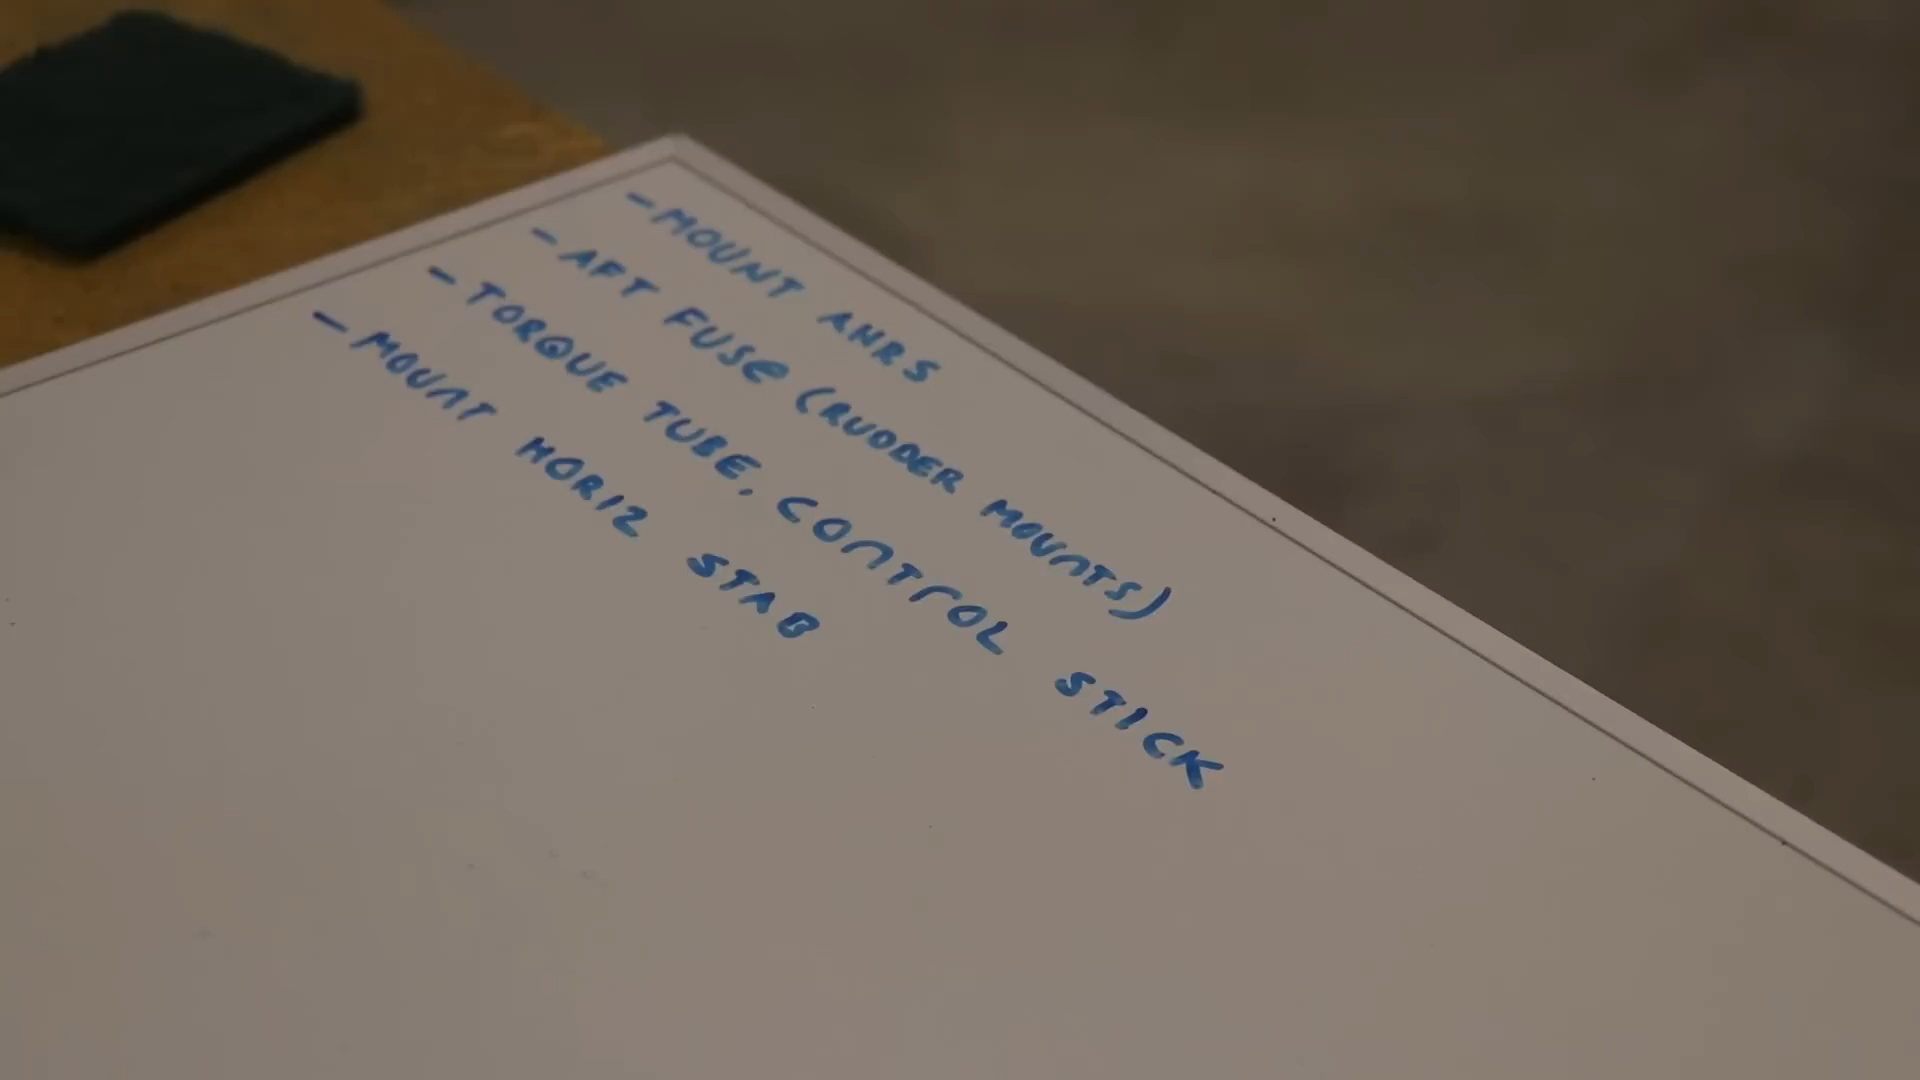 - MOUNT AHRS
- AFT FUSE (RUDDER MOUNTS)
- TORQUE TUBE, CONTROL STICK
- MOUNT HORIZ STAB